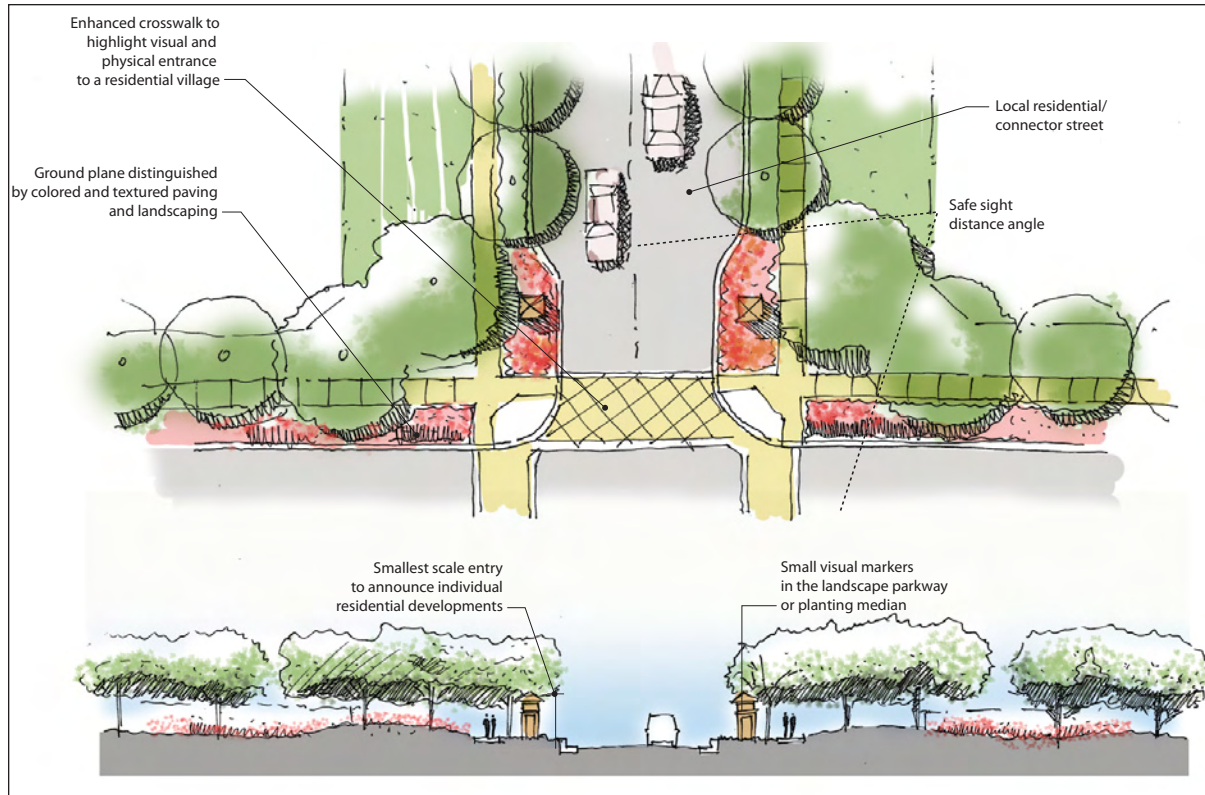 Enhanced crosswalk to
highlight visual and
physical entrance
to a residential village
Ground plane distinguished
by colored and textured paving
and landscaping
Local residential/
connector street
Safe sight
distance angle
Smallest scale entry
to announce individual
residential developments
Small visual markers
in the landscape parkway
or planting median